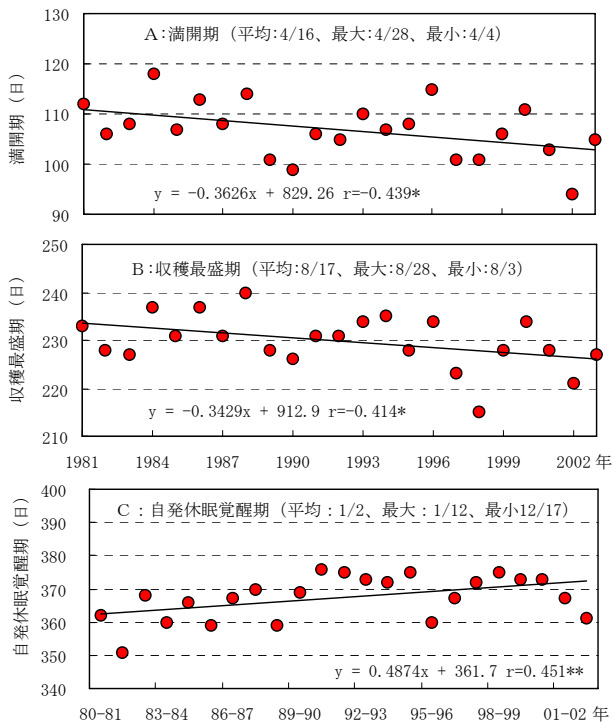 130
120
110
100
90
満開期（日）
A:満開期（平均:4/16、最大:4/28、最小:4/4）
y = -0.3626x + 829.26 r=-0.439*
250
240
230
220
210
収穫最盛期（日）
B:収穫最盛期（平均:8/17、最大:8/28、最小:8/3）
y = -0.3429x + 912.9 r=-0.414*
1981 1984 1987 1990 1993 1996 1999 2002 年
400
390
380
370
360
350
340
自発休眠覚醒期（日）
C：自発休眠覚醒期（平均：1/2、最大：1/12、最小12/17）
y = 0.4874x + 361.7 r=0.451**
80-81 83-84 86-87 89-90 92-93 95-96 98-99 01-02 年